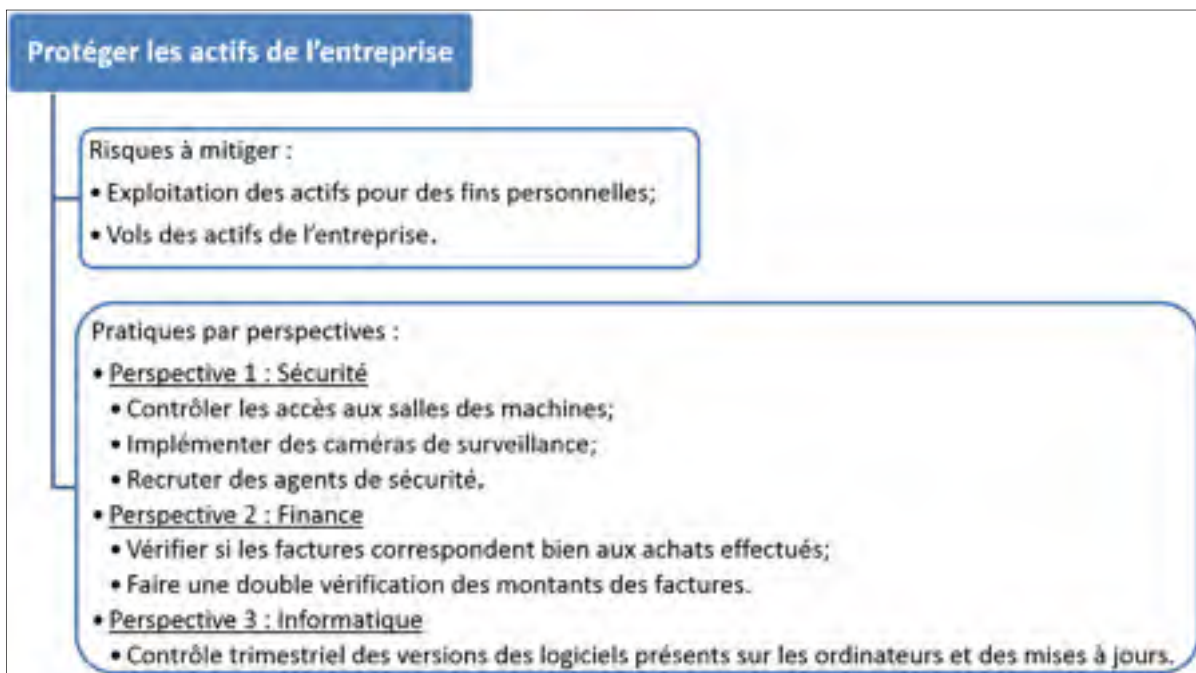 Protéger les actifs de l'entreprise
Risques à mitiger :
• Exploitation des actifs pour des fins personnelles;
• Vols des actifs de l'entreprise.
Pratiques par perspectives :
• Perspective 1 : Sécurité
• Contrôler les accès aux salles des machines;
• Implémenter des caméras de surveillance;
• Recruter des agents de sécurité.
• Perspective 2 : Finance
• Vérifier si les factures correspondent bien aux achats effectués;
• Faire une double vérification des montants des factures.
• Perspective 3 : Informatique
• Contrôle trimestriel des versions des logiciels présents sur les ordinateurs et des mises à jours.